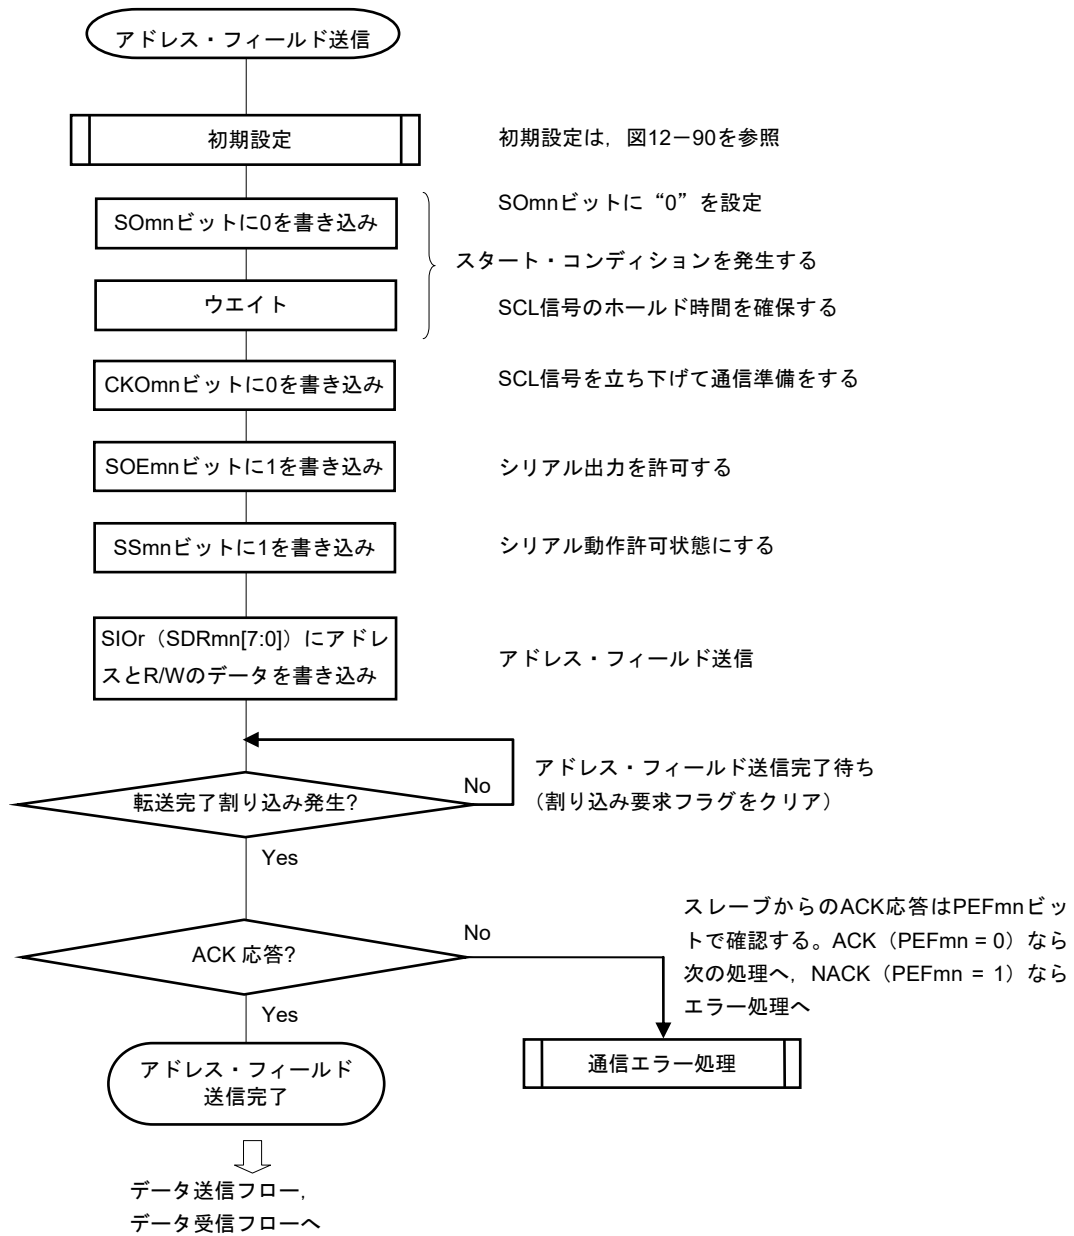 アドレス・フィールド送信
初期設定
初期設定は，図12－90を参照
SOmnビットに0を書き込み
SOmnビットに“0”を設定
スタート・コンディションを発生する
ウエイト
SCL信号のホールド時間を確保する
CKOmnビットに0を書き込み
SCL信号を立ち下げて通信準備をする
SOEmnビットに1を書き込み
シリアル出力を許可する
SSmnビットに1を書き込み
シリアル動作許可状態にする
SIOr（SDRmn[7:0]）にアドレ
スとR/Wのデータを書き込み
アドレス・フィールド送信
転送完了割り込み発生?
No
アドレス・フィールド送信完了待ち
（割り込み要求フラグをクリア）
Yes
ACK 応答?
No
スレーブからのACK応答はPEFmnビッ
トで確認する。ACK（PEFmn = 0）なら
次の処理へ，NACK（PEFmn = 1）なら
エラー処理へ
Yes
通信エラー処理
アドレス・フィールド
送信完了
データ送信フロー，
データ受信フローへ